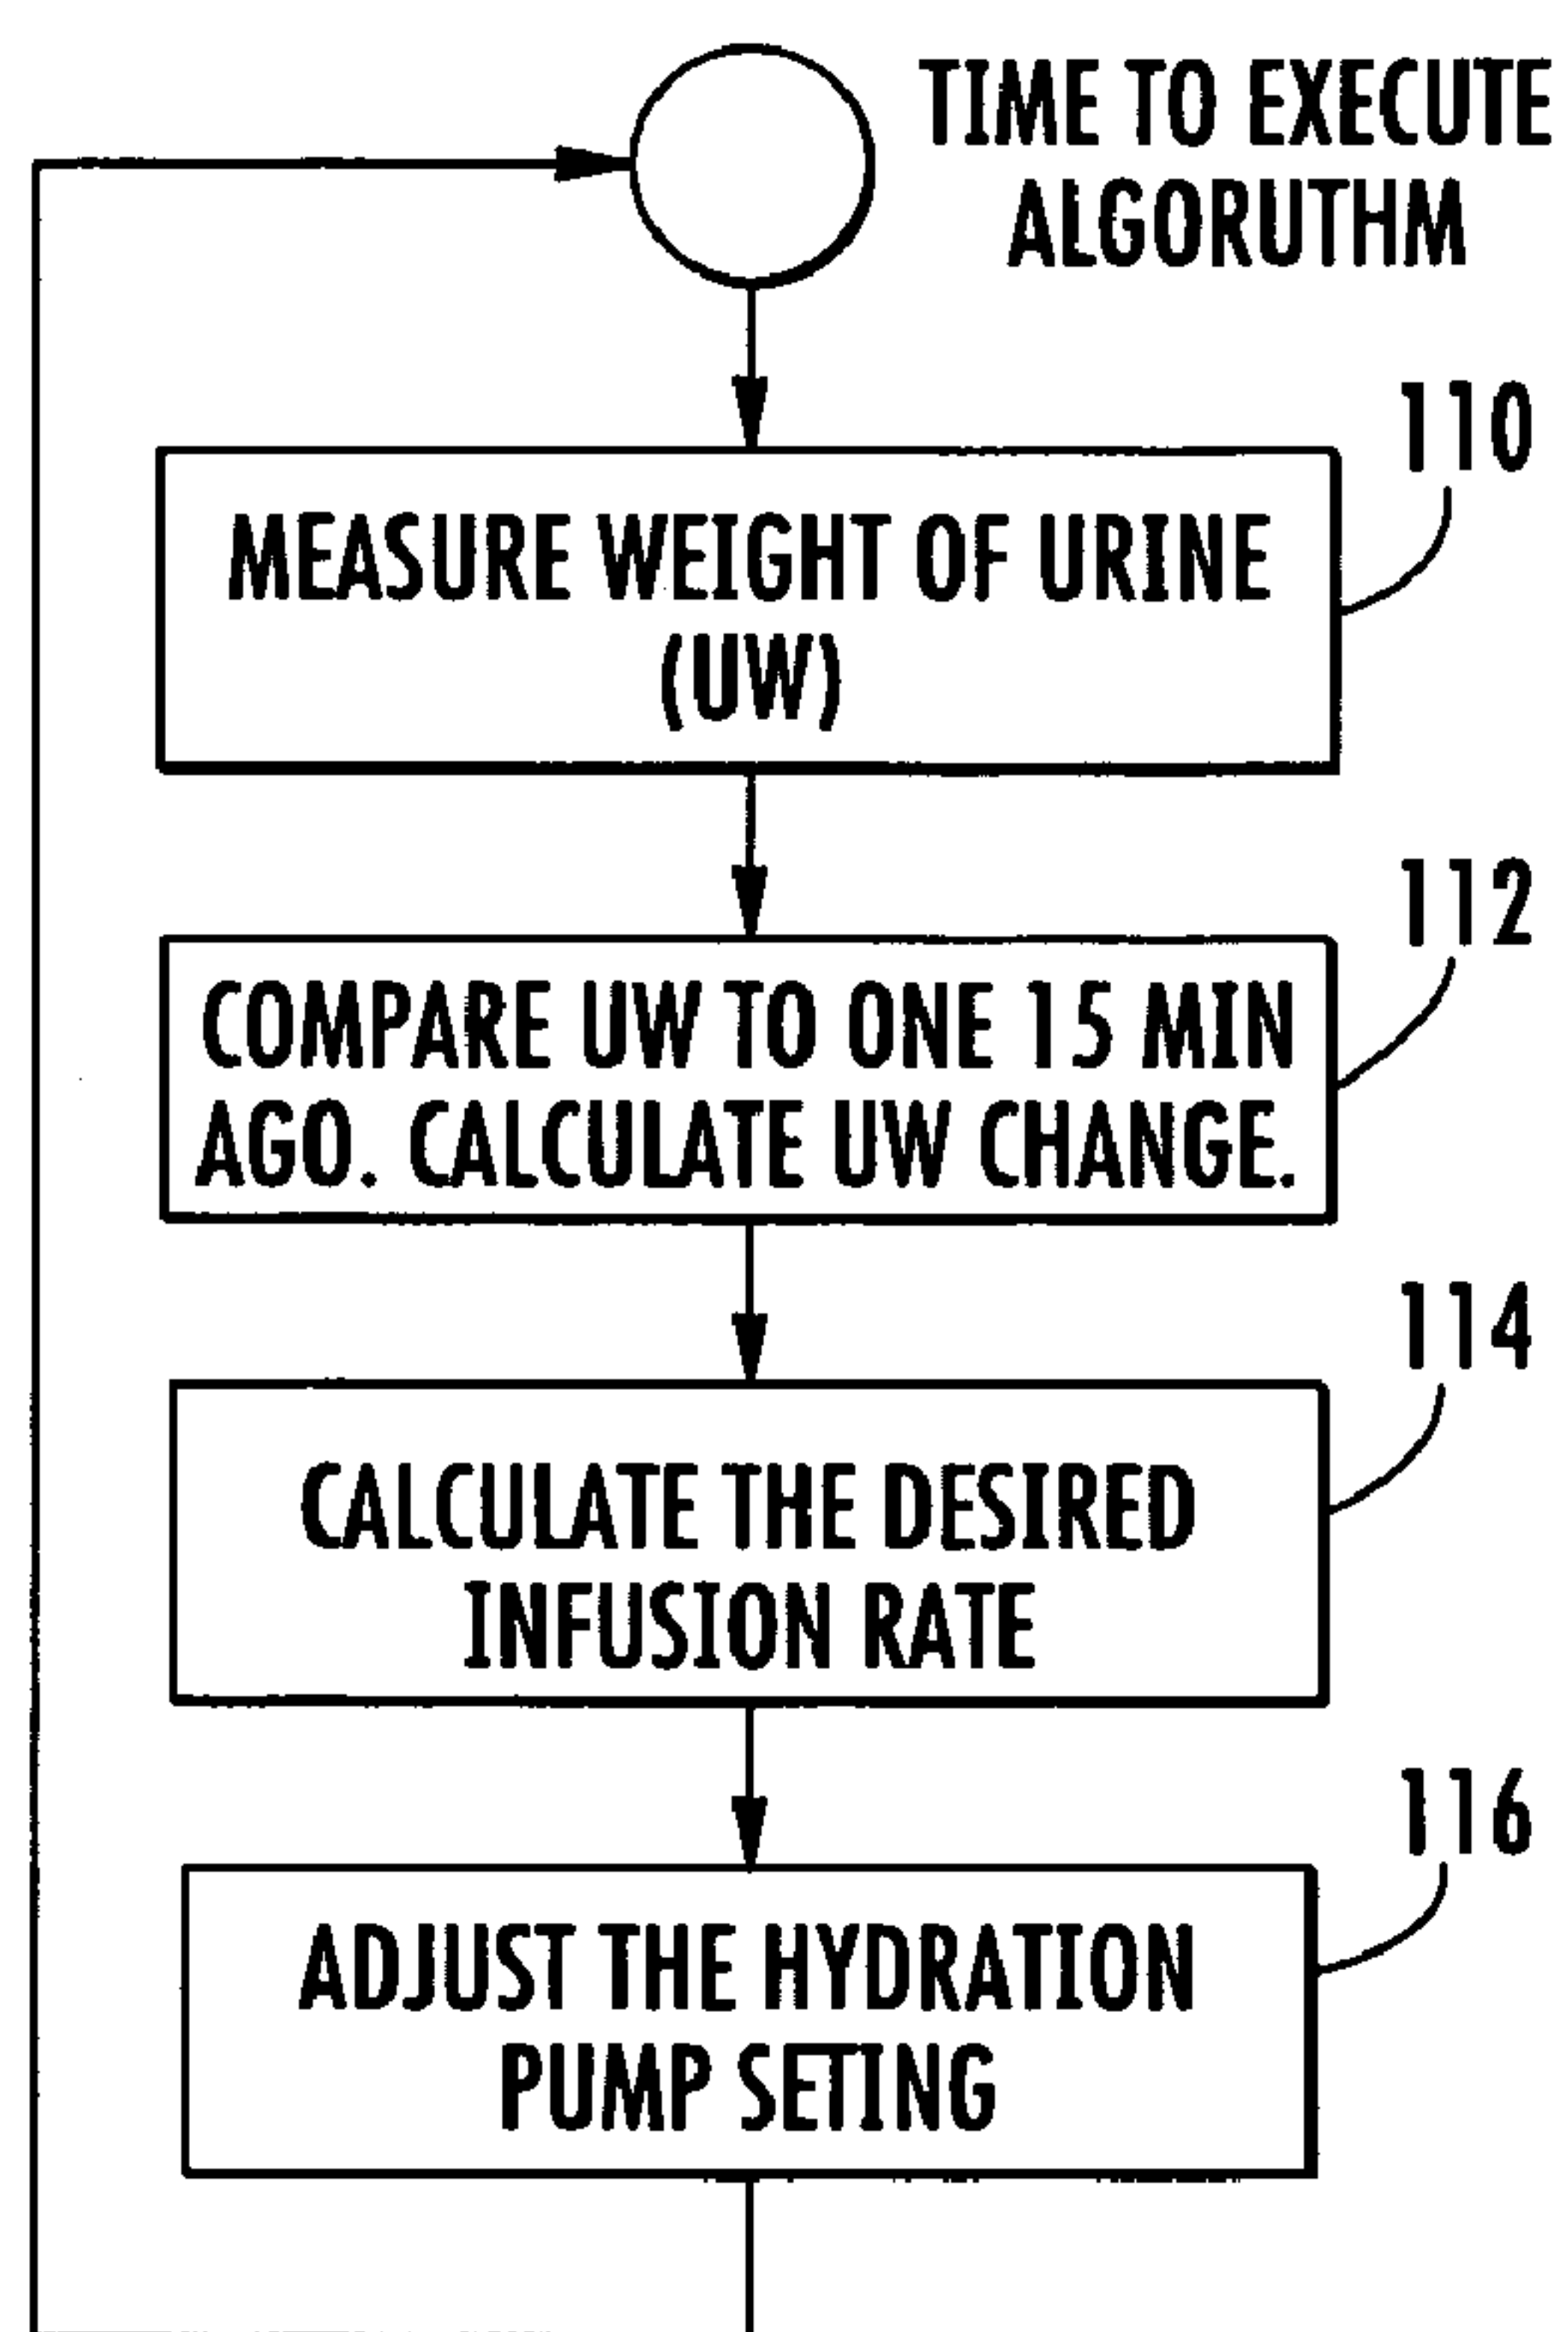 TIME TO EXECUTE
ALGORUTHM
110
MEASURE WEIGHT OF URINE
(UW)
112
COMPARE UW TO ONE 15 MIN
AGO. CALCULATE UW CHANGE.
114
CALCULATE THE DESIRED
INFUSION RATE
116
ADJUST THE HYDRATION
PUMP SETING